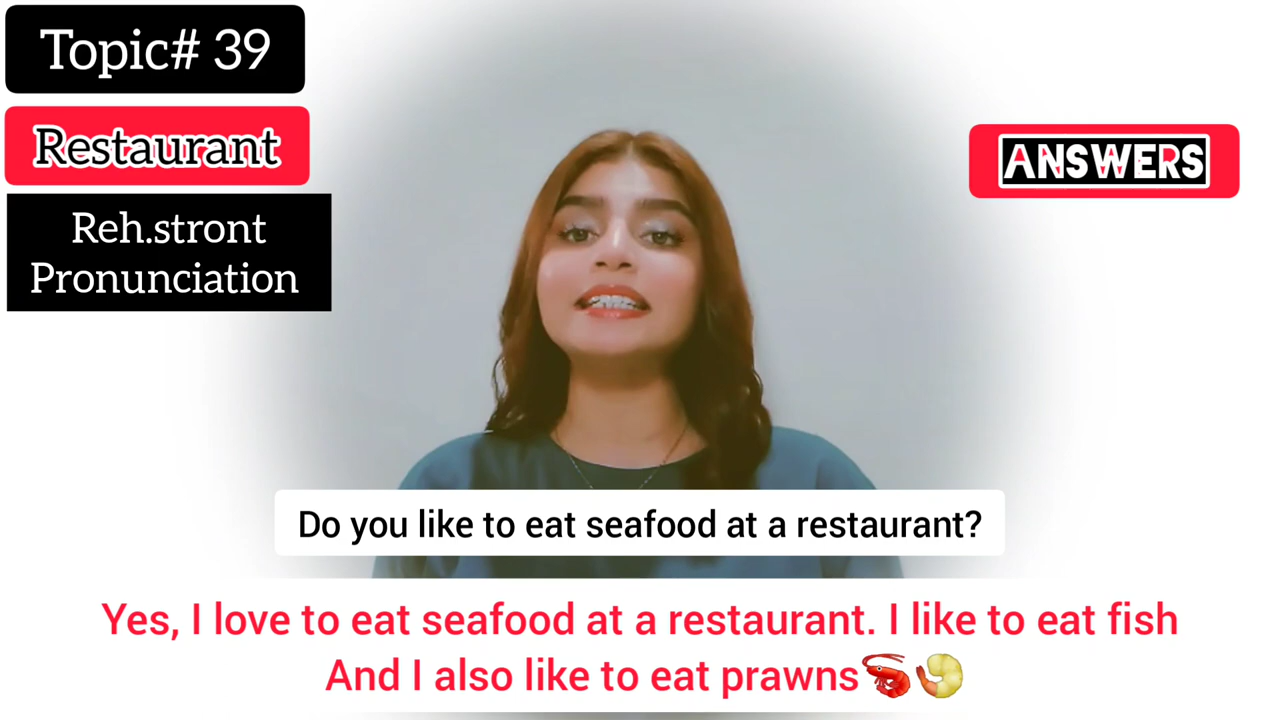 Topic# 39
Restaurant
Reh.stront
Pronunciation
ANSWERS
Do you like to eat seafood at a restaurant?
Yes, I love to eat seafood at a restaurant. I like to eat fish
And I also like to eat prawns🦐🍤